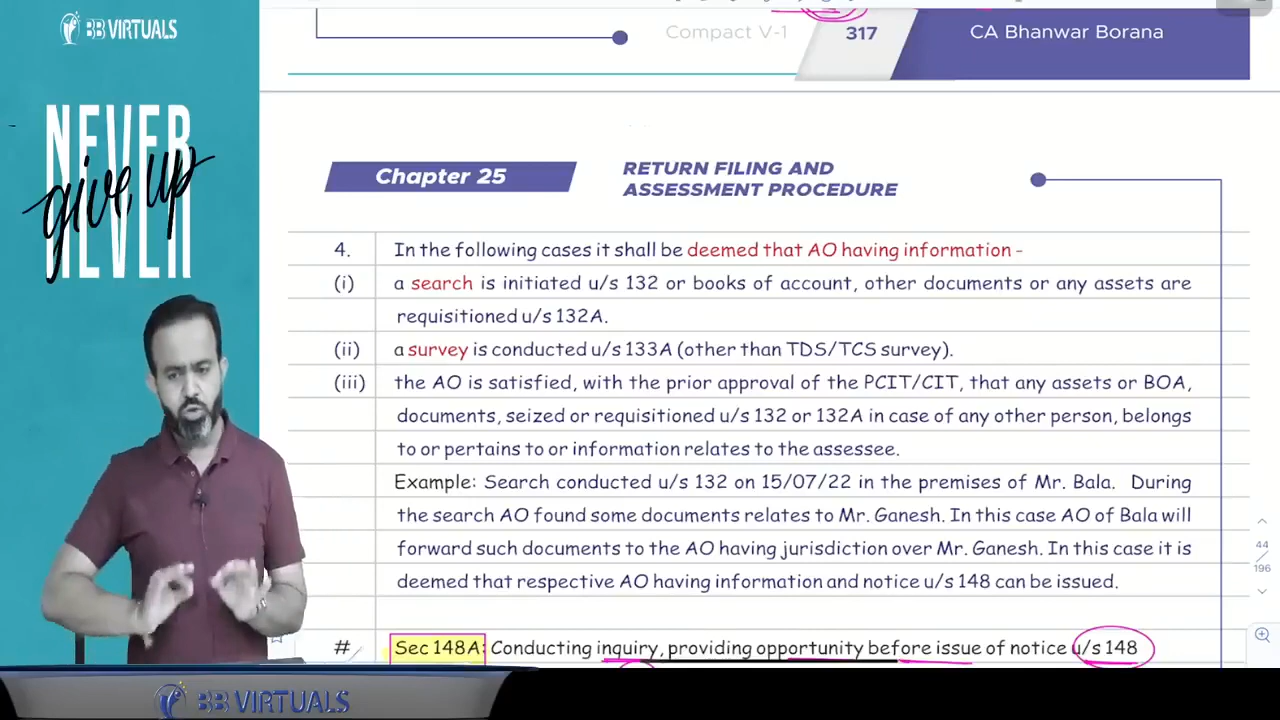 BB VIRTUALS
Compact V-1
317
CA Bhanwar Borana
NEVER
give up
NEVER
Chapter 25
RETURN FILING AND
ASSESSMENT PROCEDURE
4. In the following cases it shall be deemed that AO having information -
(i) a search is initiated u/s 132 or books of account, other documents or any assets are
requisitioned u/s 132A.
(ii) a survey is conducted u/s 133A (other than TDS/TCS survey).
(iii) the AO is satisfied, with the prior approval of the PCIT/CIT, that any assets or BOA,
documents, seized or requisitioned u/s 132 or 132A in case of any other person, belongs
to or pertains to or information relates to the assessee.
Example: Search conducted u/s 132 on 15/07/22 in the premises of Mr. Bala. During
the search AO found some documents relates to Mr. Ganesh. In this case AO of Bala will
forward such documents to the AO having jurisdiction over Mr. Ganesh. In this case it is
deemed that respective AO having information and notice u/s 148 can be issued.
44
196
# Sec 148A: Conducting inquiry, providing opportunity before issue of notice u/s 148
BB VIRTUALS